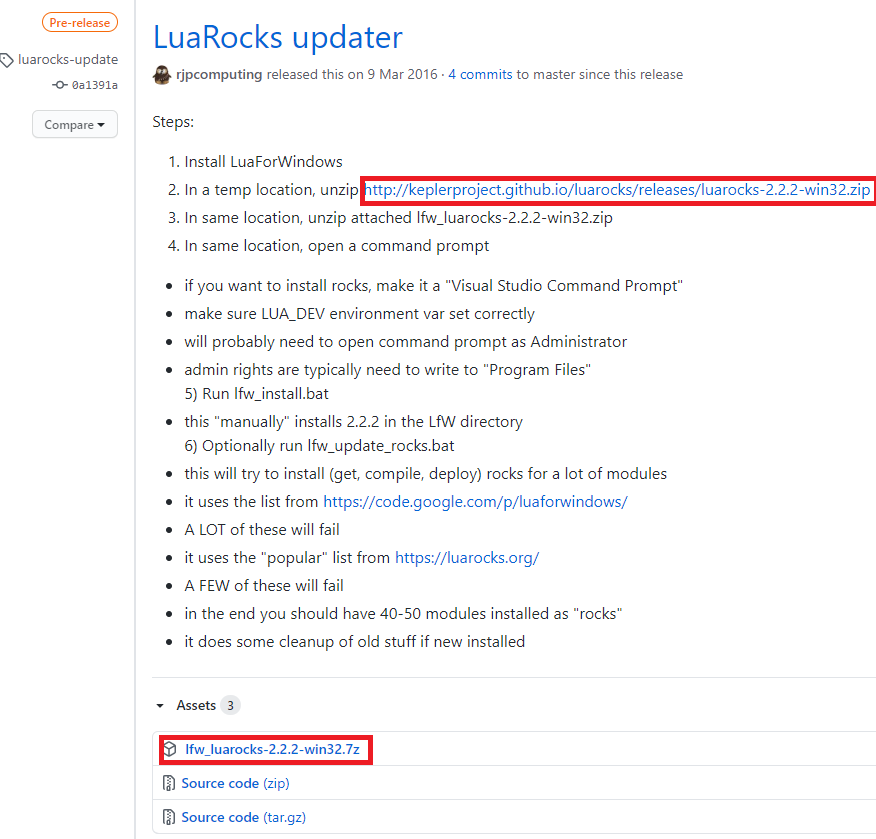 Pre-release
luarocks-update
0a1391a
Compare
LuaRocks updater
rjpcomputing released this on 9 Mar 2016 · 4 commits to master since this release
Steps:
1. Install LuaForWindows
2. In a temp location, unzip http://keplerproject.github.io/luarocks/releases/luarocks-2.2.2-win32.zip
3. In same location, unzip attached lfw_luarocks-2.2.2-win32.zip
4. In same location, open a command prompt
• if you want to install rocks, make it a "Visual Studio Command Prompt"
• make sure LUA_DEV environment var set correctly
• will probably need to open command prompt as Administrator
• admin rights are typically need to write to "Program Files"
5) Run lfw_install.bat
• this "manually" installs 2.2.2 in the LfW directory
6) Optionally run lfw_update_rocks.bat
• this will try to install (get, compile, deploy) rocks for a lot of modules
• it uses the list from https://code.google.com/p/luaforwindows/
• A LOT of these will fail
• it uses the "popular" list from https://luarocks.org/
• A FEW of these will fail
• in the end you should have 40-50 modules installed as "rocks"
• it does some cleanup of old stuff if new installed
Assets 3
lfw_luarocks-2.2.2-win32.7z
Source code (zip)
Source code (tar.gz)